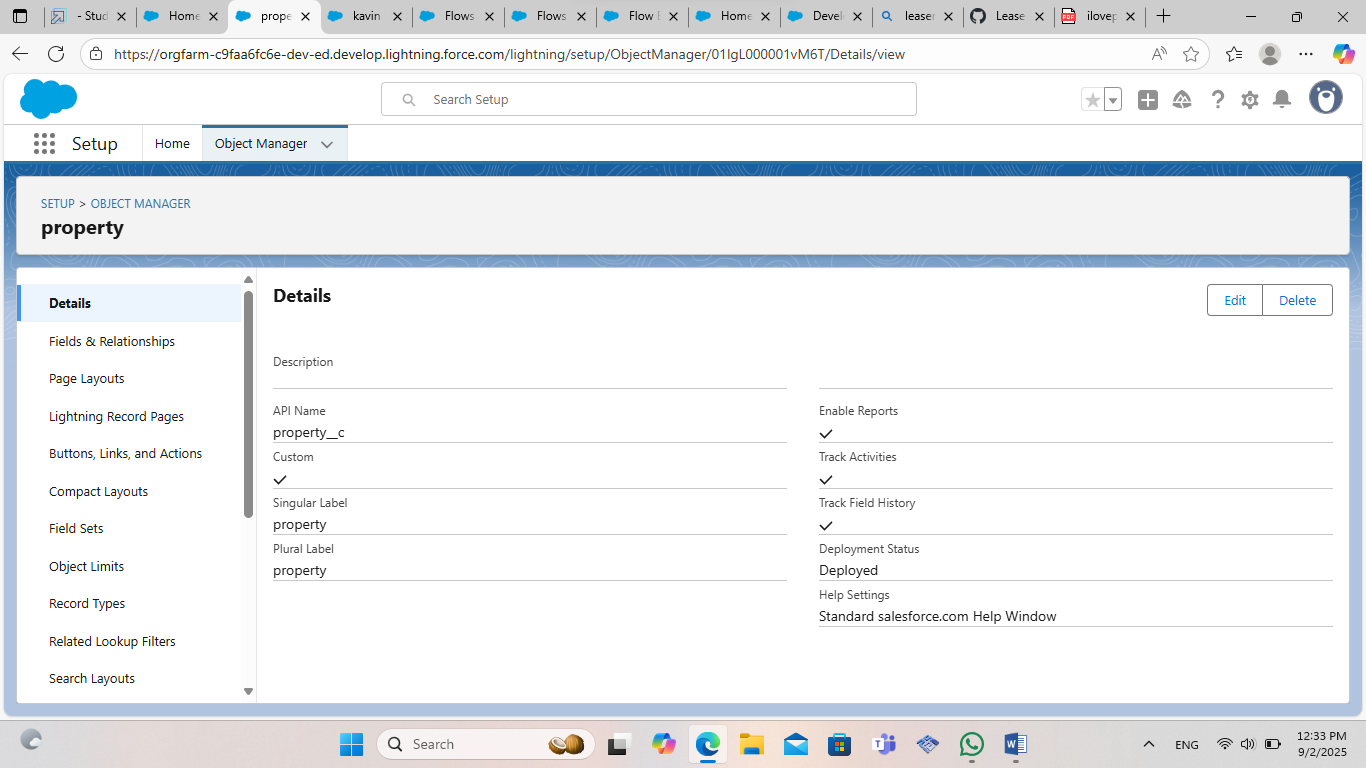 - Stud
Home
prope
kavin
Flows
Flows
Flow E
Home
Develo
leaser
Lease
ilovep
https://orgfarm-c9faa6fc6e-dev-ed.develop.lightning.force.com/lightning/setup/ObjectManager/01IgL000001vM6T/Details/view
Search Setup
Setup
Home
Object Manager
SETUP > OBJECT MANAGER
property
Details
Fields & Relationships
Page Layouts
Lightning Record Pages
Buttons, Links, and Actions
Compact Layouts
Field Sets
Object Limits
Record Types
Related Lookup Filters
Search Layouts
Details
Edit
Delete
Description
API Name
property__c
Custom
Singular Label
property
Plural Label
property
Enable Reports
Track Activities
Track Field History
Deployment Status
Deployed
Help Settings
Standard salesforce.com Help Window
Search
ENG
12:33 PM
9/2/2025